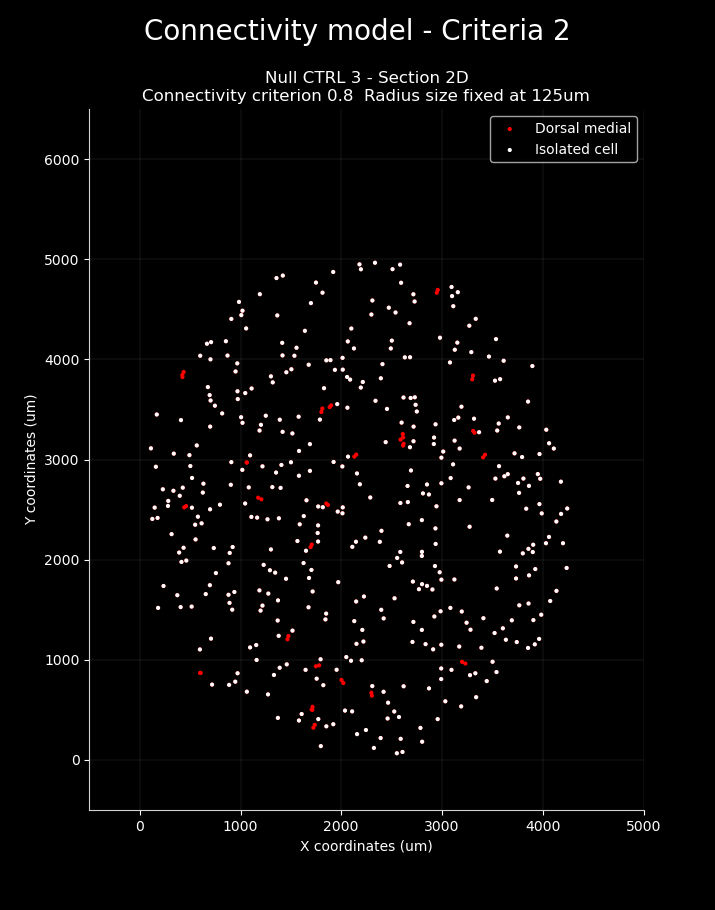 Connectivity model - Criteria 2
Null CTRL 3 - Section 2D
Connectivity criterion 0.8  Radius size fixed at 125um
Dorsal medial
Isolated cell
6000
5000
4000
3000
2000
1000
0
Y coordinates (um)
0 1000 2000 3000 4000 5000
X coordinates (um)